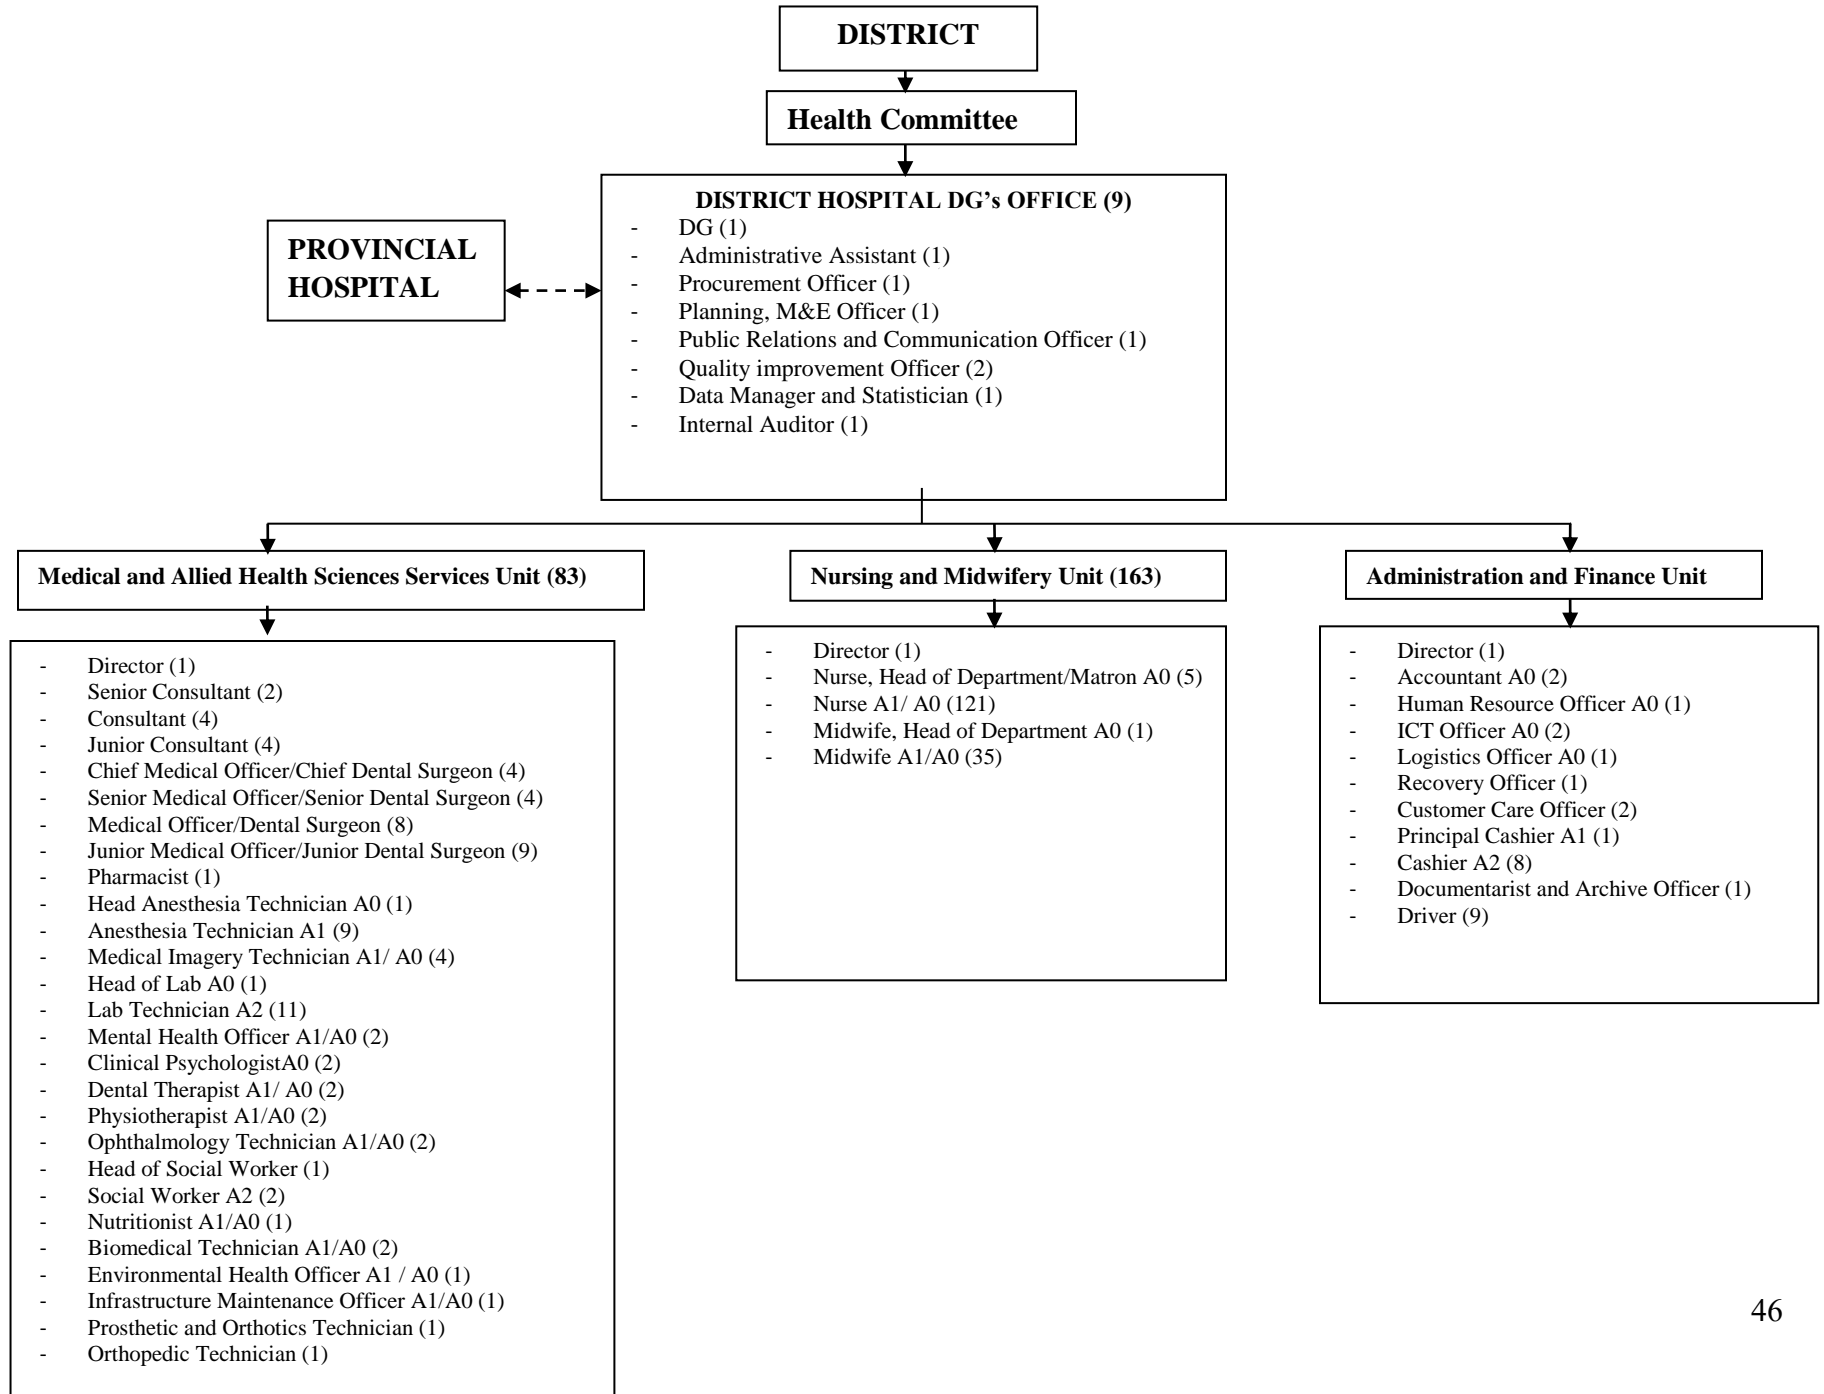 DISTRICT
Health Committee
PROVINCIAL
HOSPITAL
DISTRICT HOSPITAL DG’s OFFICE (9)
- DG (1)
- Administrative Assistant (1)
- Procurement Officer (1)
- Planning, M&E Officer (1)
- Public Relations and Communication Officer (1)
- Quality improvement Officer (2)
- Data Manager and Statistician (1)
- Internal Auditor (1)
Medical and Allied Health Sciences Services Unit (83)
- Director (1)
- Senior Consultant (2)
- Consultant (4)
- Junior Consultant (4)
- Chief Medical Officer/Chief Dental Surgeon (4)
- Senior Medical Officer/Senior Dental Surgeon (4)
- Medical Officer/Dental Surgeon (8)
- Junior Medical Officer/Junior Dental Surgeon (9)
- Pharmacist (1)
- Head Anesthesia Technician A0 (1)
- Anesthesia Technician A1 (9)
- Medical Imagery Technician A1/ A0 (4)
- Head of Lab A0 (1)
- Lab Technician A2 (11)
- Mental Health Officer A1/A0 (2)
- Clinical PsychologistA0 (2)
- Dental Therapist A1/ A0 (2)
- Physiotherapist A1/A0 (2)
- Ophthalmology Technician A1/A0 (2)
- Head of Social Worker (1)
- Social Worker A2 (2)
- Nutritionist A1/A0 (1)
- Biomedical Technician A1/A0 (2)
- Environmental Health Officer A1 / A0 (1)
- Infrastructure Maintenance Officer A1/A0 (1)
- Prosthetic and Orthotics Technician (1)
- Orthopedic Technician (1)
Nursing and Midwifery Unit (163)
- Director (1)
- Nurse, Head of Department/Matron A0 (5)
- Nurse A1/ A0 (121)
- Midwife, Head of Department A0 (1)
- Midwife A1/A0 (35)
Administration and Finance Unit
- Director (1)
- Accountant A0 (2)
- Human Resource Officer A0 (1)
- ICT Officer A0 (2)
- Logistics Officer A0 (1)
- Recovery Officer (1)
- Customer Care Officer (2)
- Principal Cashier A1 (1)
- Cashier A2 (8)
- Documentarist and Archive Officer (1)
- Driver (9)
46